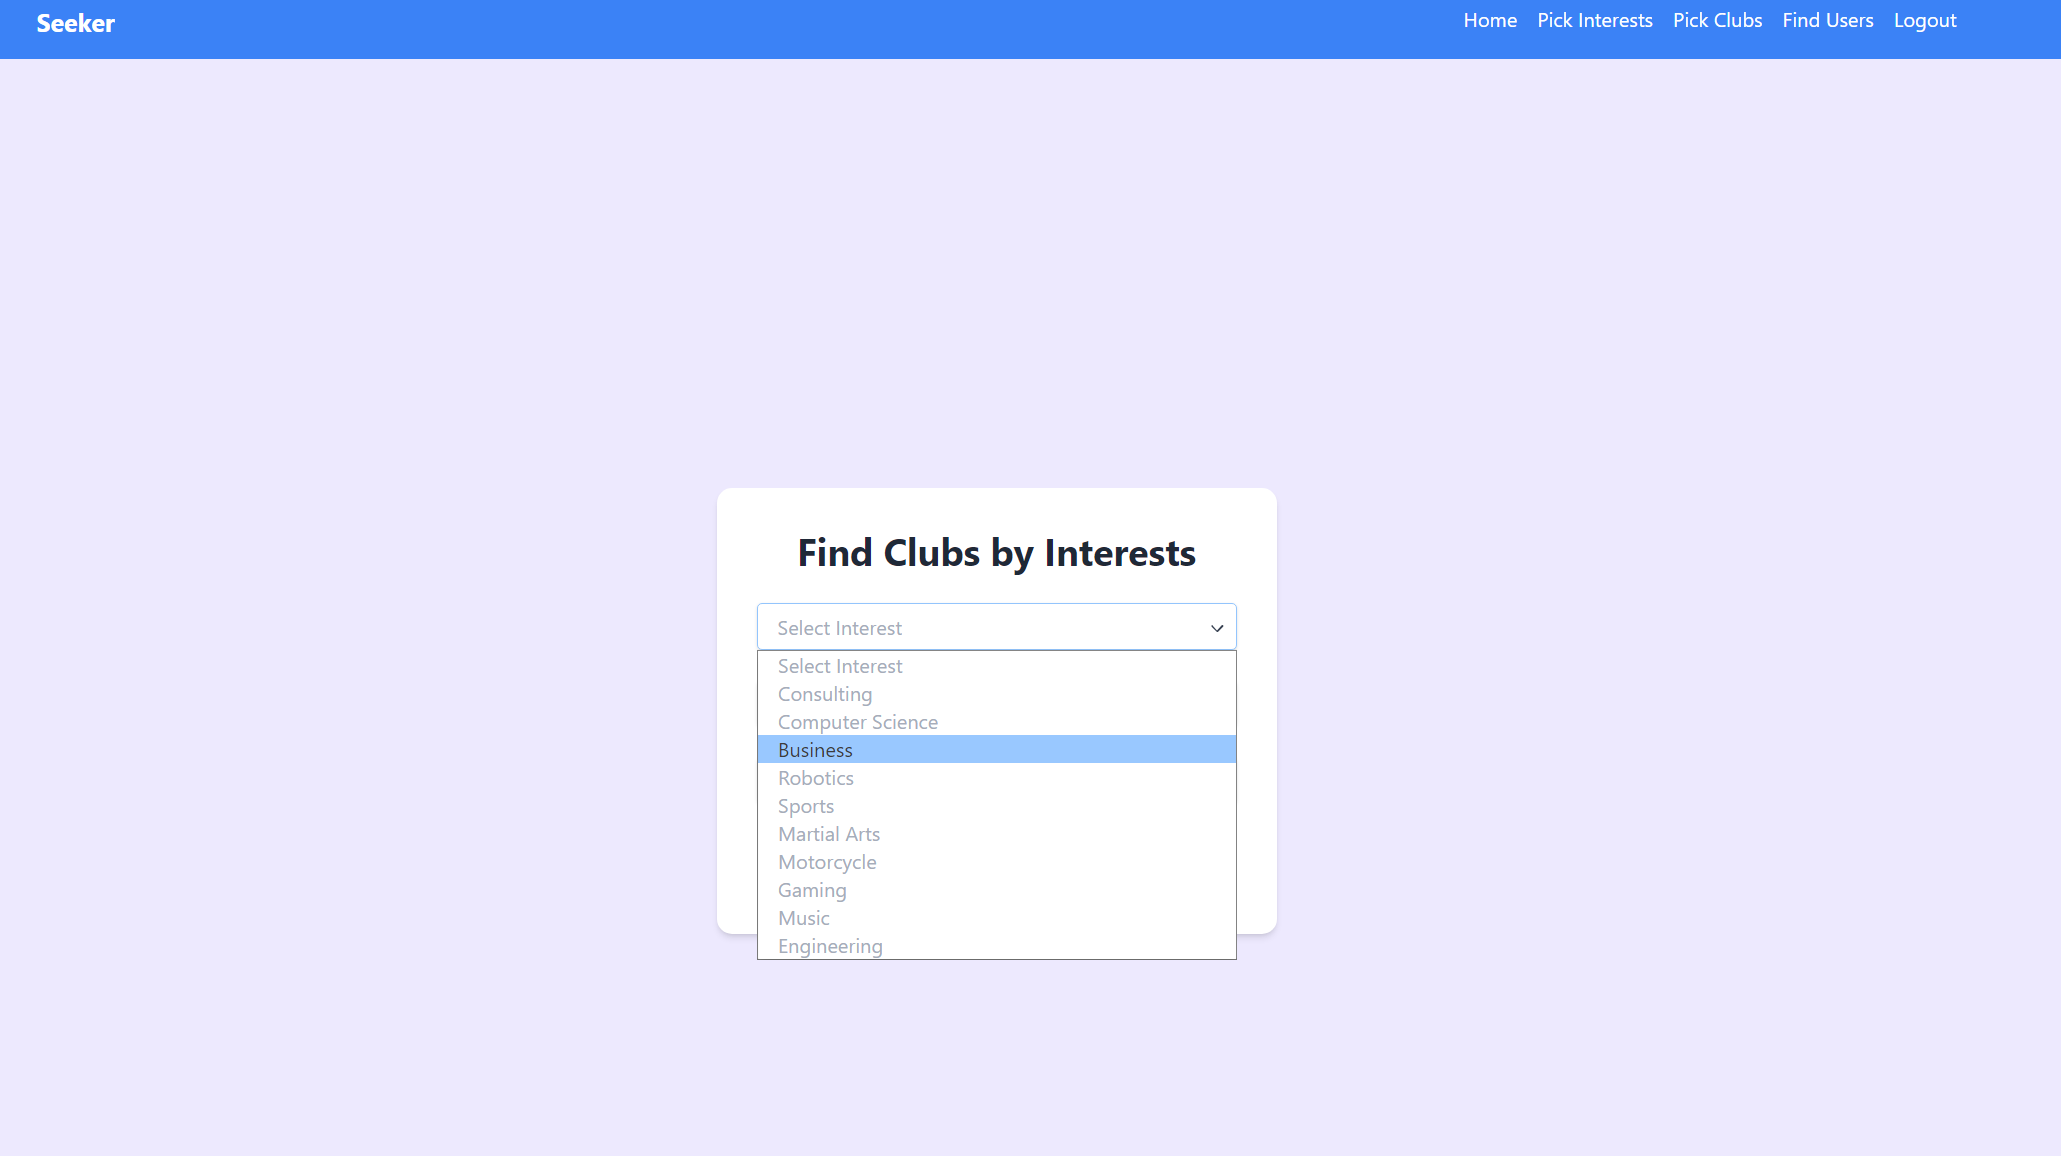 Seeker
Home Pick Interests Pick Clubs Find Users Logout
Find Clubs by Interests
Select Interest
Select Interest
Consulting
Computer Science
Business
Robotics
Sports
Martial Arts
Motorcycle
Gaming
Music
Engineering